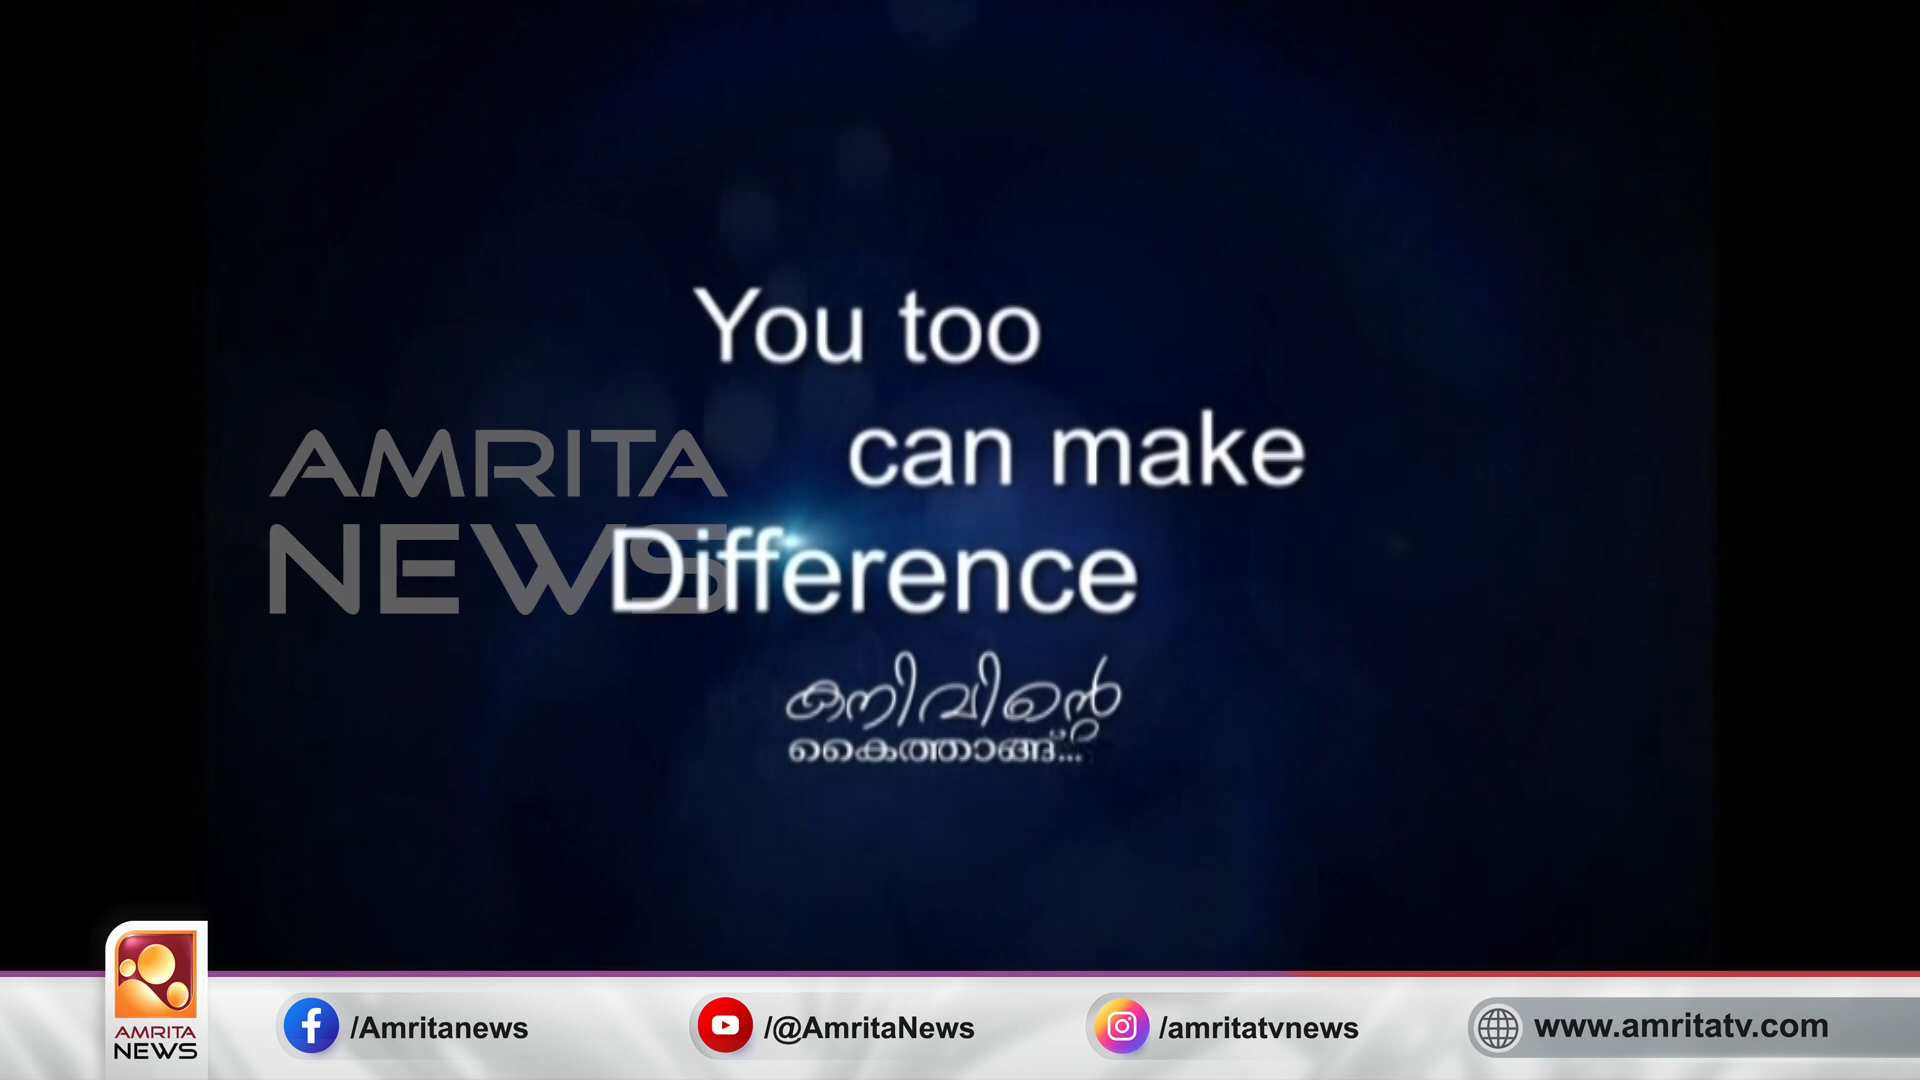 You too
can make
Difference
AMRITA
NEWS
കനിവിന്റെ
കൈത്താങ്ങ്...
AMRITA
NEWS
/Amritanews
/@AmritaNews
/amritatvnews
www.amritatv.com